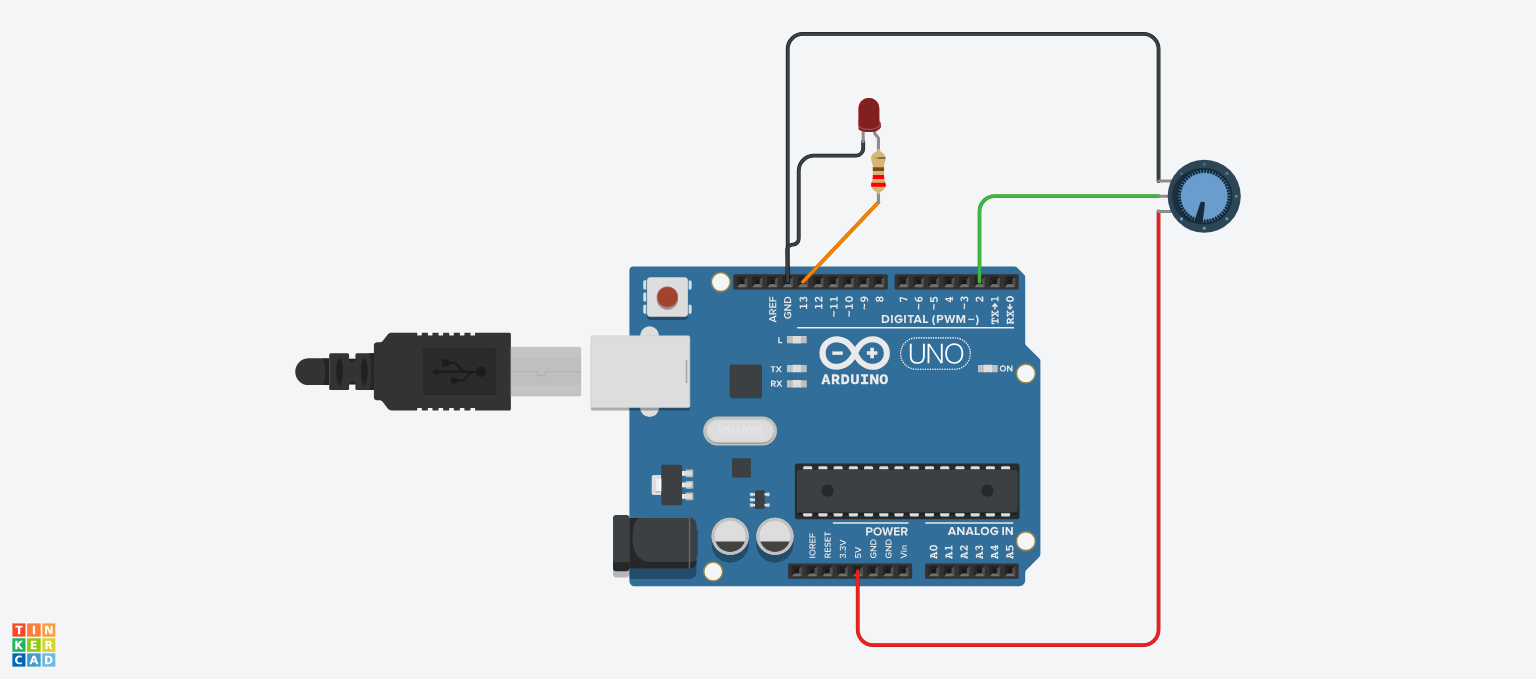 AREF
GND
13
12
~11
~10
~9
8
7
~6
~5
4
~3
2
TX→1
RX←0
DIGITAL (PWM~)
L
TX
RX
UNO
ARDUINO
ON
POWER
ANALOG IN
IOREF
RESET
3.3V
5V
GND
GND
Vin
A0
A1
A2
A3
A4
A5
TIN
KER
CAD